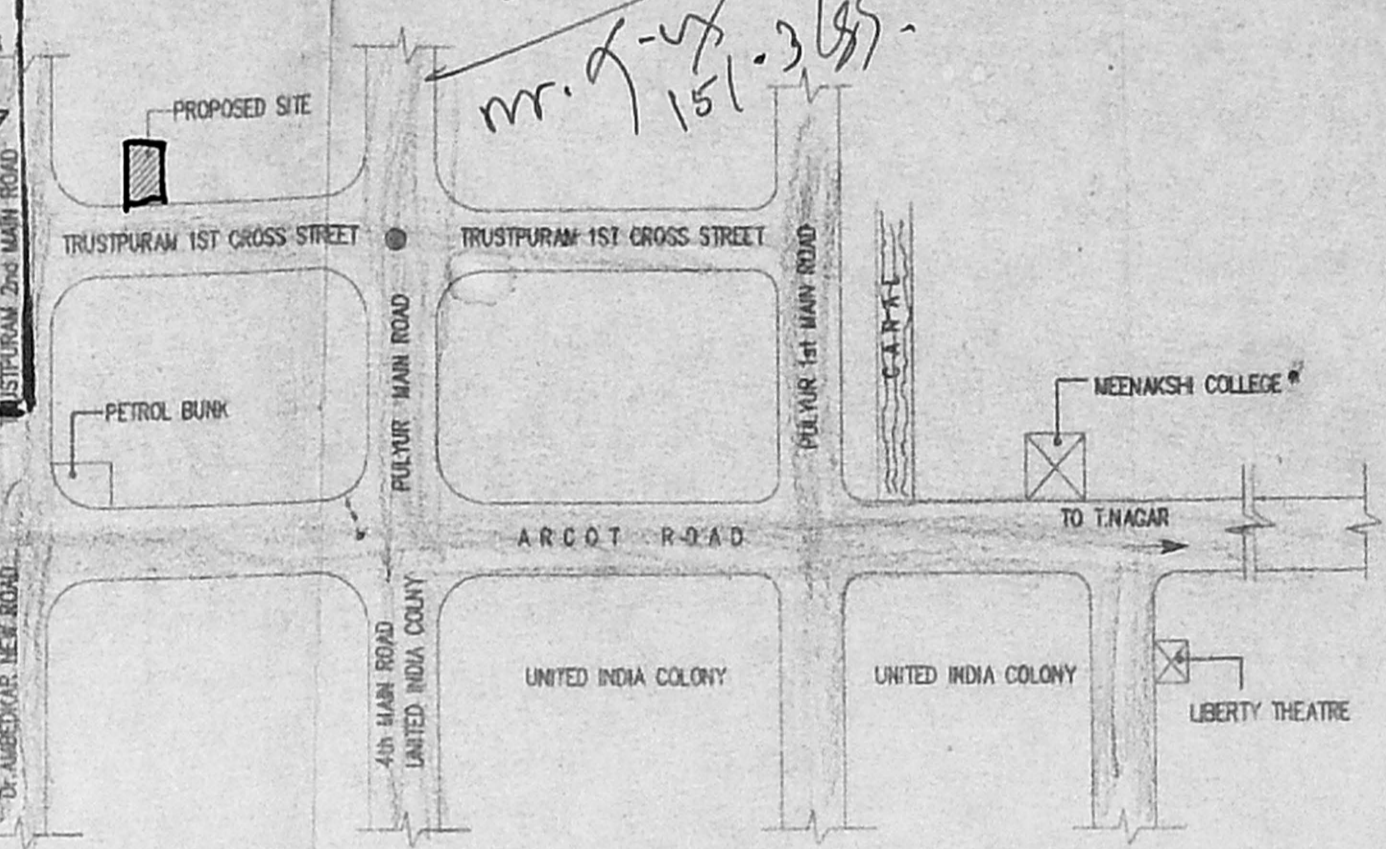 PROPOSED SITE
TRUSTPURAM 2nd MAIN ROAD
TRUSTPURAM 1ST CROSS STREET
TRUSTPURAM 1ST CROSS STREET
PULYUR MAIN ROAD
PULYUR 1st MAIN ROAD
CANAL
MEENAKSHI COLLEGE
PETROL BUNK
ARCOT ROAD
TO T.NAGAR
Dr. AMBEDKAR NEW ROAD
4th MAIN ROAD
UNITED INDIA COLNY
UNITED INDIA COLONY
UNITED INDIA COLONY
LIBERTY THEATRE